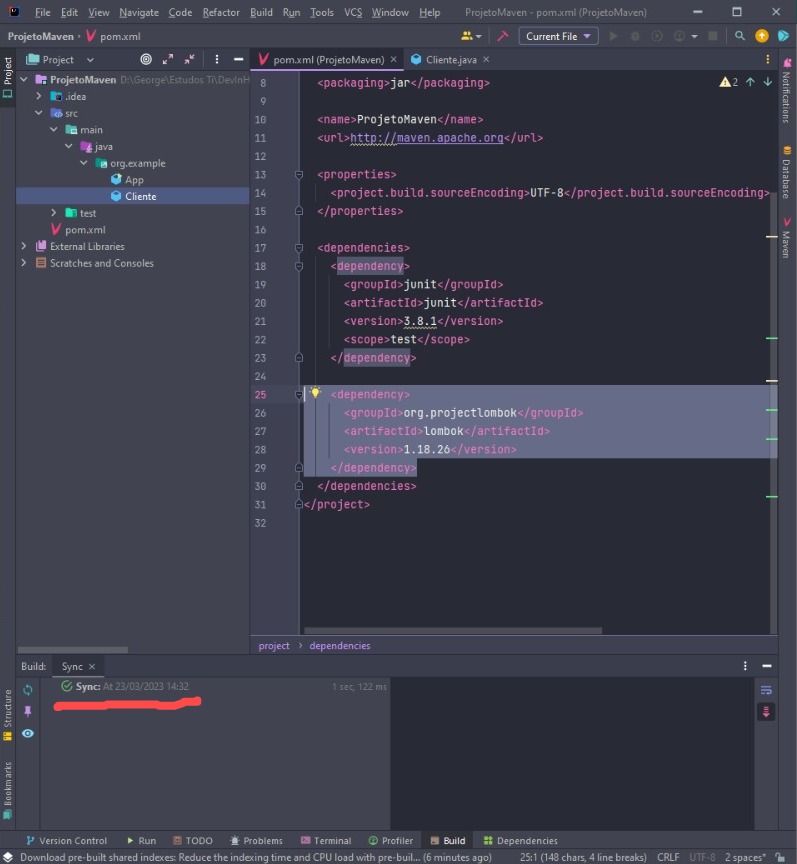 File Edit View Navigate Code Refactor Build Run Tools VCS Window Help ProjetoMaven - pom.xml (ProjetoMaven)
ProjetoMaven pom.xml Current File
Project pom.xml (ProjetoMaven) Cliente.java
Project
Notifications
Database
Maven
Structure
Bookmarks
ProjetoMaven D:\George\Estudos Ti\DevInH
.idea
src
main
java
org.example
App
Cliente
test
pom.xml
External Libraries
Scratches and Consoles
2
8 <packaging>jar</packaging>
9
10 <name>ProjetoMaven</name>
11 <url>http://maven.apache.org</url>
12
13 <properties>
14 <project.build.sourceEncoding>UTF-8</project.build.sourceEncoding>
15 </properties>
16
17 <dependencies>
18 <dependency>
19 <groupId>junit</groupId>
20 <artifactId>junit</artifactId>
21 <version>3.8.1</version>
22 <scope>test</scope>
23 </dependency>
24
25 <dependency>
26 <groupId>org.projectlombok</groupId>
27 <artifactId>lombok</artifactId>
28 <version>1.18.26</version>
29 </dependency>
30 </dependencies>
31 </project>
32
project dependencies
Build: Sync
Sync: At 23/03/2023 14:32 1 sec, 122 ms
Version Control Run TODO Problems Terminal Profiler Build Dependencies
Download pre-built shared indexes: Reduce the indexing time and CPU load with pre-buil... (6 minutes ago) 25:1 (148 chars, 4 line breaks) CRLF UTF-8 2 spaces*